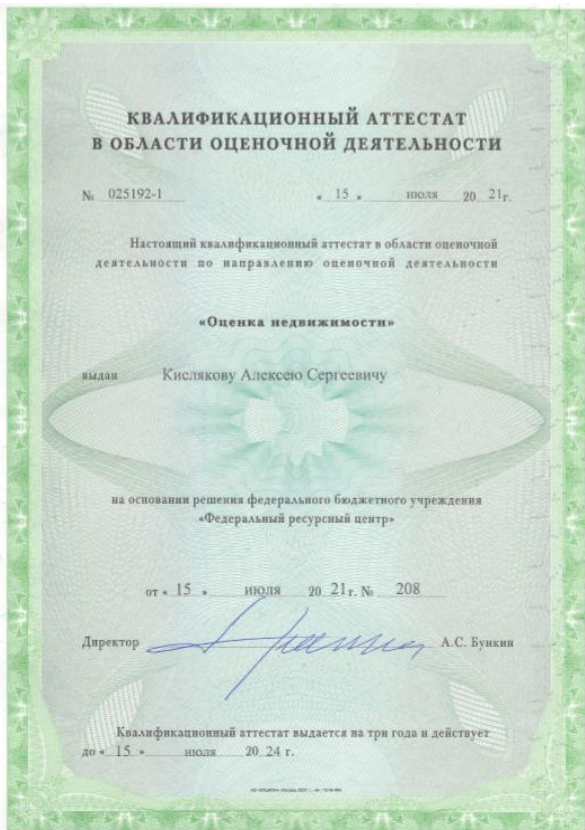 КВАЛИФИКАЦИОННЫЙ АТТЕСТАТ
В ОБЛАСТИ ОЦЕНОЧНОЙ ДЕЯТЕЛЬНОСТИ
№ 025192-1 « 15 » июля 20 21г.
Настоящий квалификационный аттестат в области оценочной
деятельности по направлению оценочной деятельности
«Оценка недвижимости»
выдан Кислякову Алексею Сергеевичу
на основании решения федерального бюджетного учреждения
«Федеральный ресурсный центр»
от « 15 » июля 20 21г. № 208
Директор А.С. Бункин
Квалификационный аттестат выдается на три года и действует
до « 15 » июля 20 24 г.